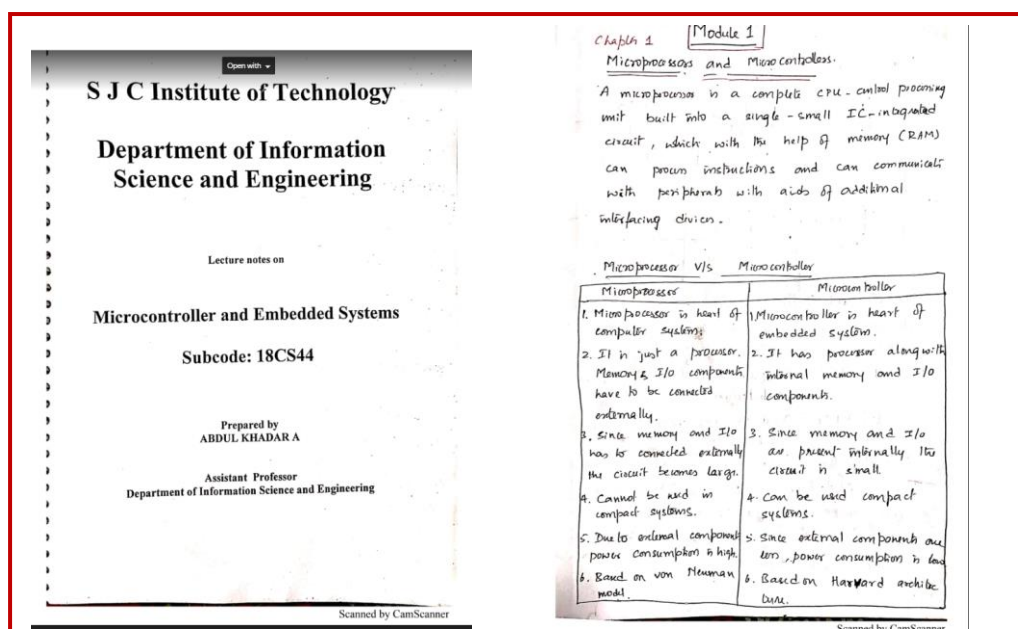 Open with
S J C Institute of Technology
Department of Information
Science and Engineering
Lecture notes on
Microcontroller and Embedded Systems
Subcode: 18CS44
Prepared by
ABDUL KHADAR A
Assistant Professor
Department of Information Science and Engineering
Scanned by CamScanner
Chapter 1 Module 1
Microprocessors and Microcontrollers.
A microprocessor is a complete CPU-central processing
unit built into a single-small IC-integrated
circuit, which with the help of memory (RAM)
can process instructions and can communicate
with peripherals with aids of additional
interfacing devices.
Microprocessor V/s Microcontroller
Microprocessor
1. Microprocessor is heart of
computer systems
2. It is just a processor.
Memory & I/O components
have to be connected
externally.
3. Since memory and I/O
has to connected externally
the circuit becomes large.
4. Cannot be used in
compact systems.
5. Due to external component
power consumption is high.
6. Based on von Neuman
model.
Microcontroller
1. Microcontroller is heart of
embedded system.
2. It has processor along with
internal memory and I/O
components.
3. Since memory and I/O
are present internally the
circuit is small.
4. Can be used compact
systems.
5. Since external components are
less, power consumption is less
6. Based on Harvard architec
ture.
Scanned by CamScanner